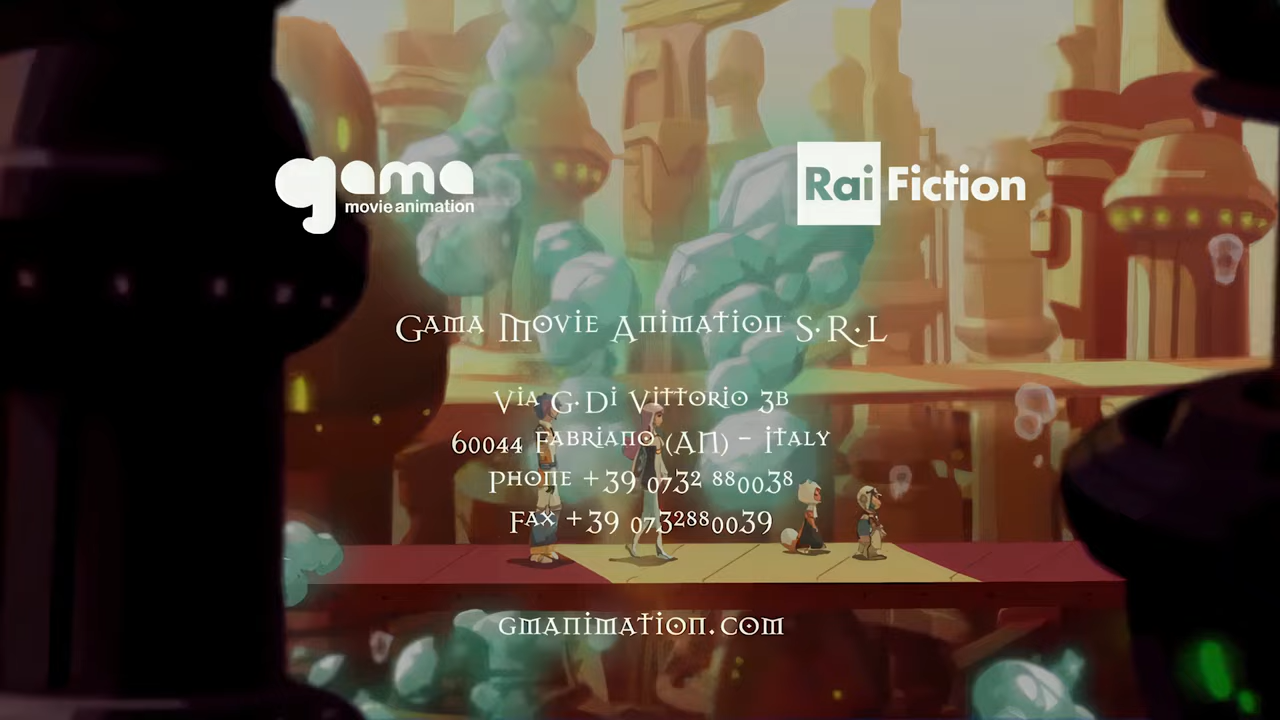 gama
movie animation
Rai Fiction
Gama Movie Animation S.R.L
Via G. Di Vittorio 3B
60044 Fabriano (AN) - Italy
Phone +39 0732 880038
Fax +39 0732880039
gmanimation.com